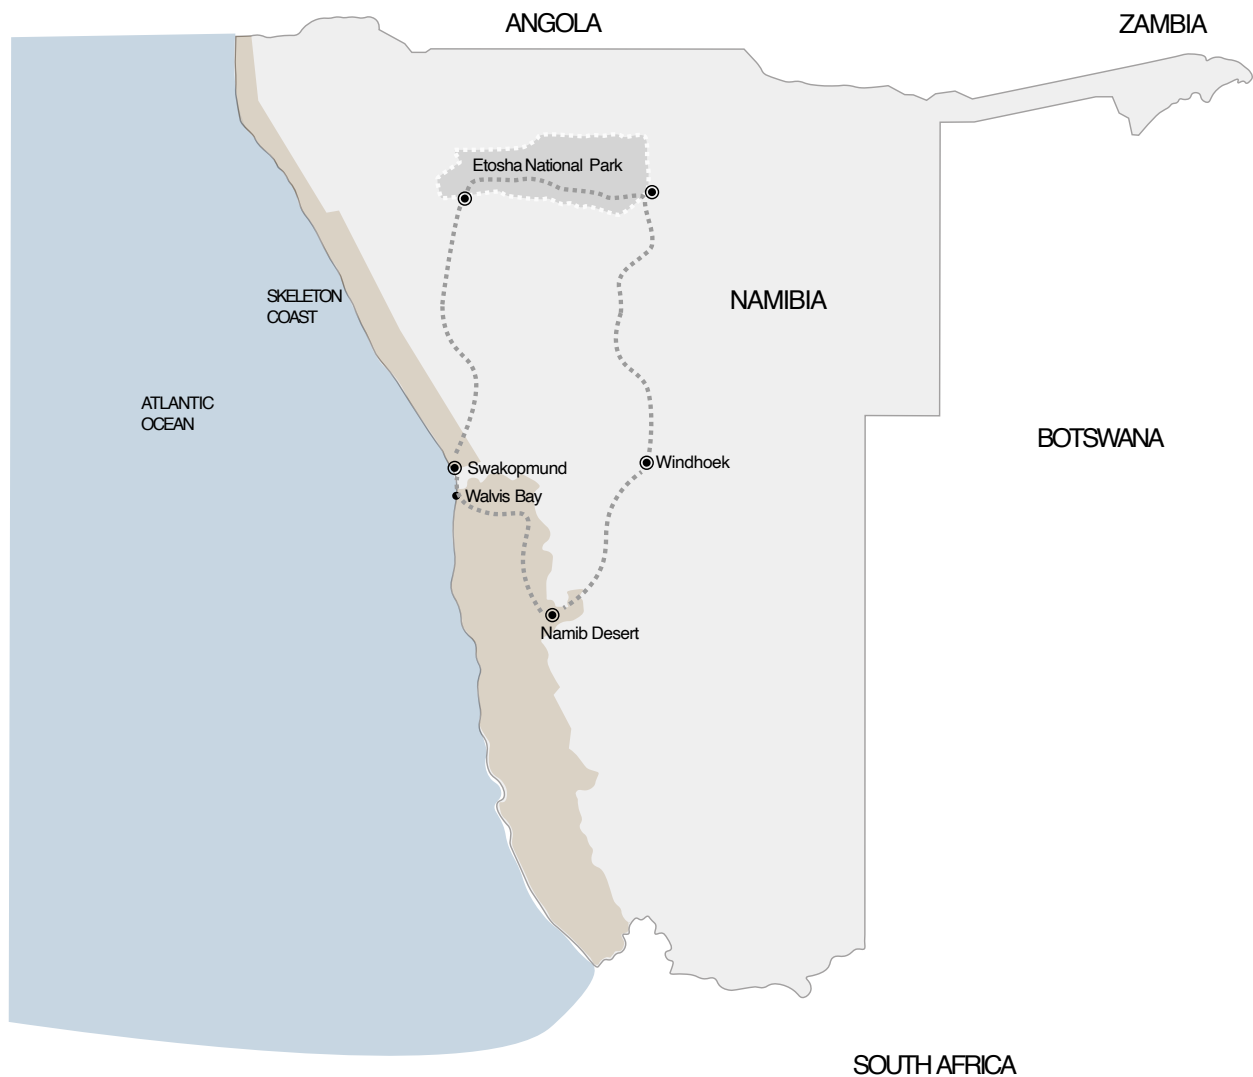 ANGOLA
ZAMBIA
Etosha National Park
SKELETON
COAST
NAMIBIA
ATLANTIC
OCEAN
BOTSWANA
Swakopmund
Windhoek
Walvis Bay
Namib Desert
SOUTH AFRICA